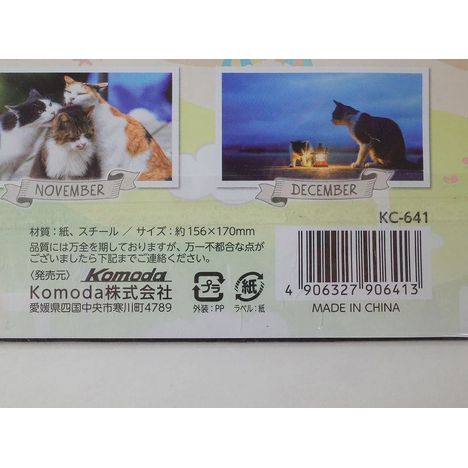 NOVEMBER
DECEMBER
KC-641
材質：紙、スチール ／ サイズ：約156×170mm
品質には万全を期しておりますが、万一不都合な点が
ございましたら下記までご連絡ください。
〈発売元〉 Komoda
Komoda株式会社
愛媛県四国中央市寒川町4789
プラ
外装：PP
紙
ラベル：紙
4 906327 906413
MADE IN CHINA